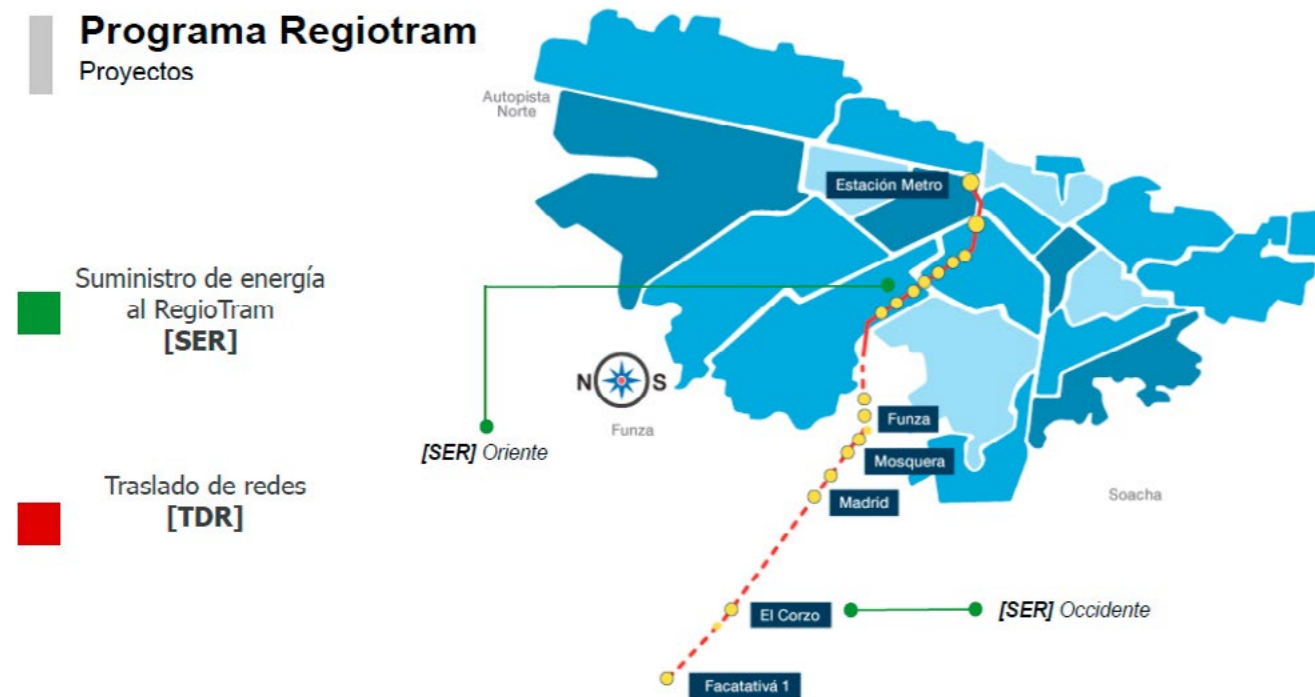 Programa Regiotram
Proyectos
Autopista
Norte
Estación Metro
Suministro de energía
al RegioTram
[SER]
N
S
Funza
Funza
[SER] Oriente
Mosquera
Traslado de redes
[TDR]
Madrid
Soacha
El Corzo
[SER] Occidente
Facatativá 1